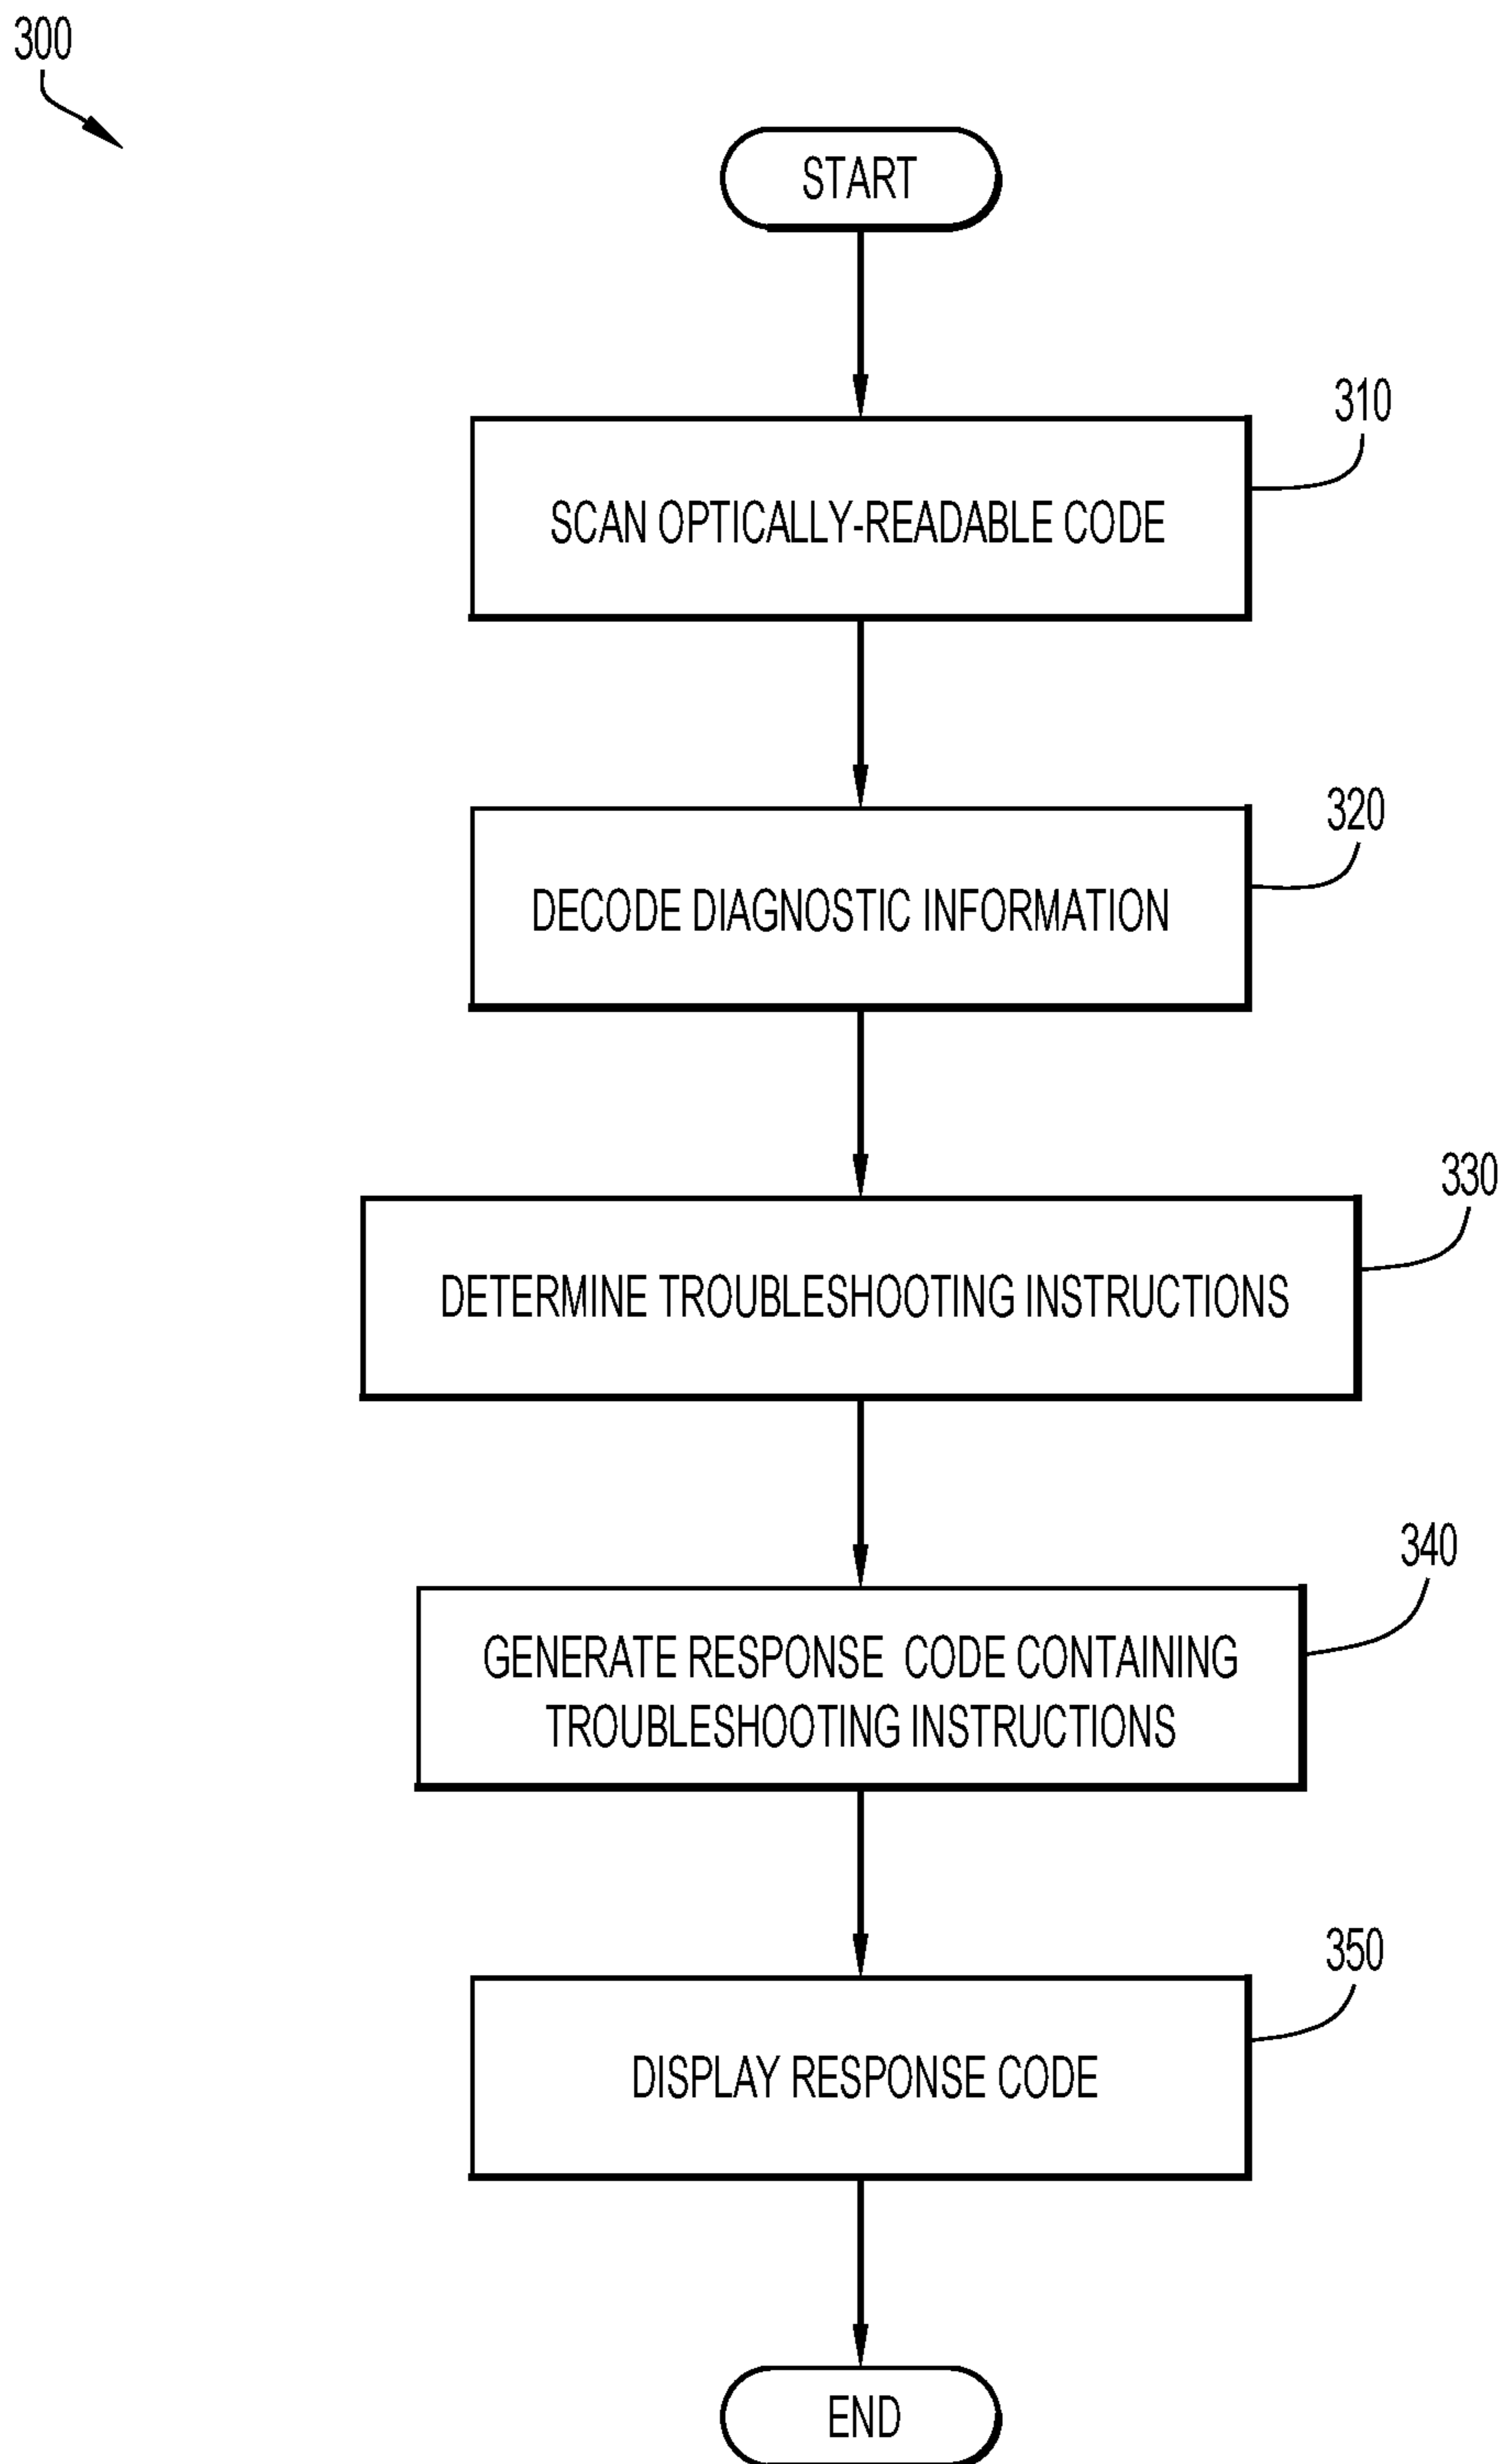 300
START
310
SCAN OPTICALLY-READABLE CODE
320
DECODE DIAGNOSTIC INFORMATION
330
DETERMINE TROUBLESHOOTING INSTRUCTIONS
340
GENERATE RESPONSE CODE CONTAINING
TROUBLESHOOTING INSTRUCTIONS
350
DISPLAY RESPONSE CODE
END